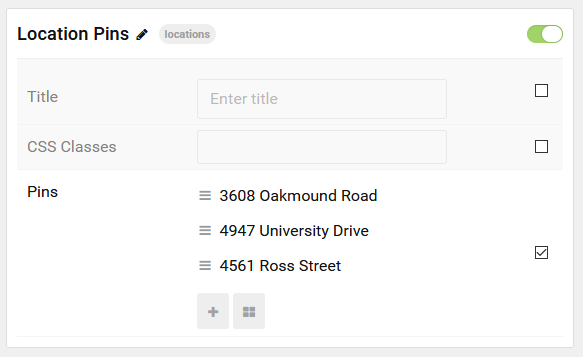 Location Pins locations
Title Enter title
CSS Classes
Pins 3608 Oakmound Road
4947 University Drive
4561 Ross Street